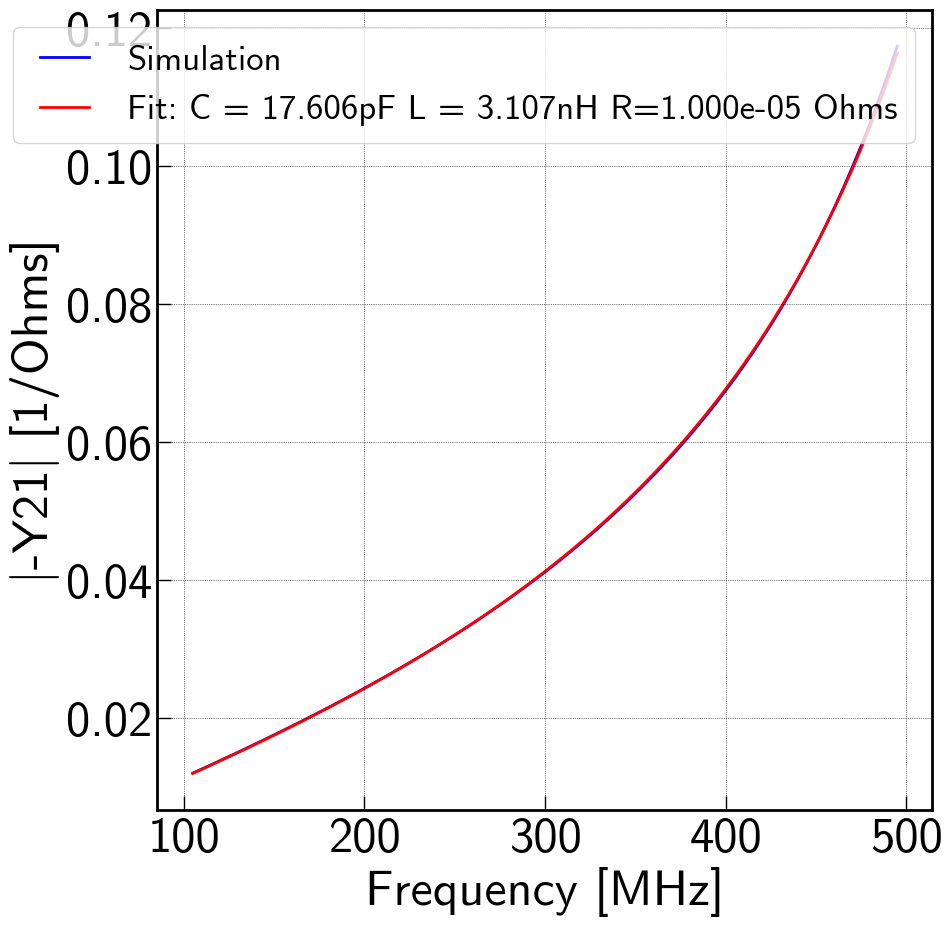 0.12
Simulation
Fit: C = 17.606pF L = 3.107nH R=1.000e-05 Ohms
0.10
0.08
0.06
0.04
0.02
|-Y21| [1/Ohms]
100 200 300 400 500
Frequency [MHz]